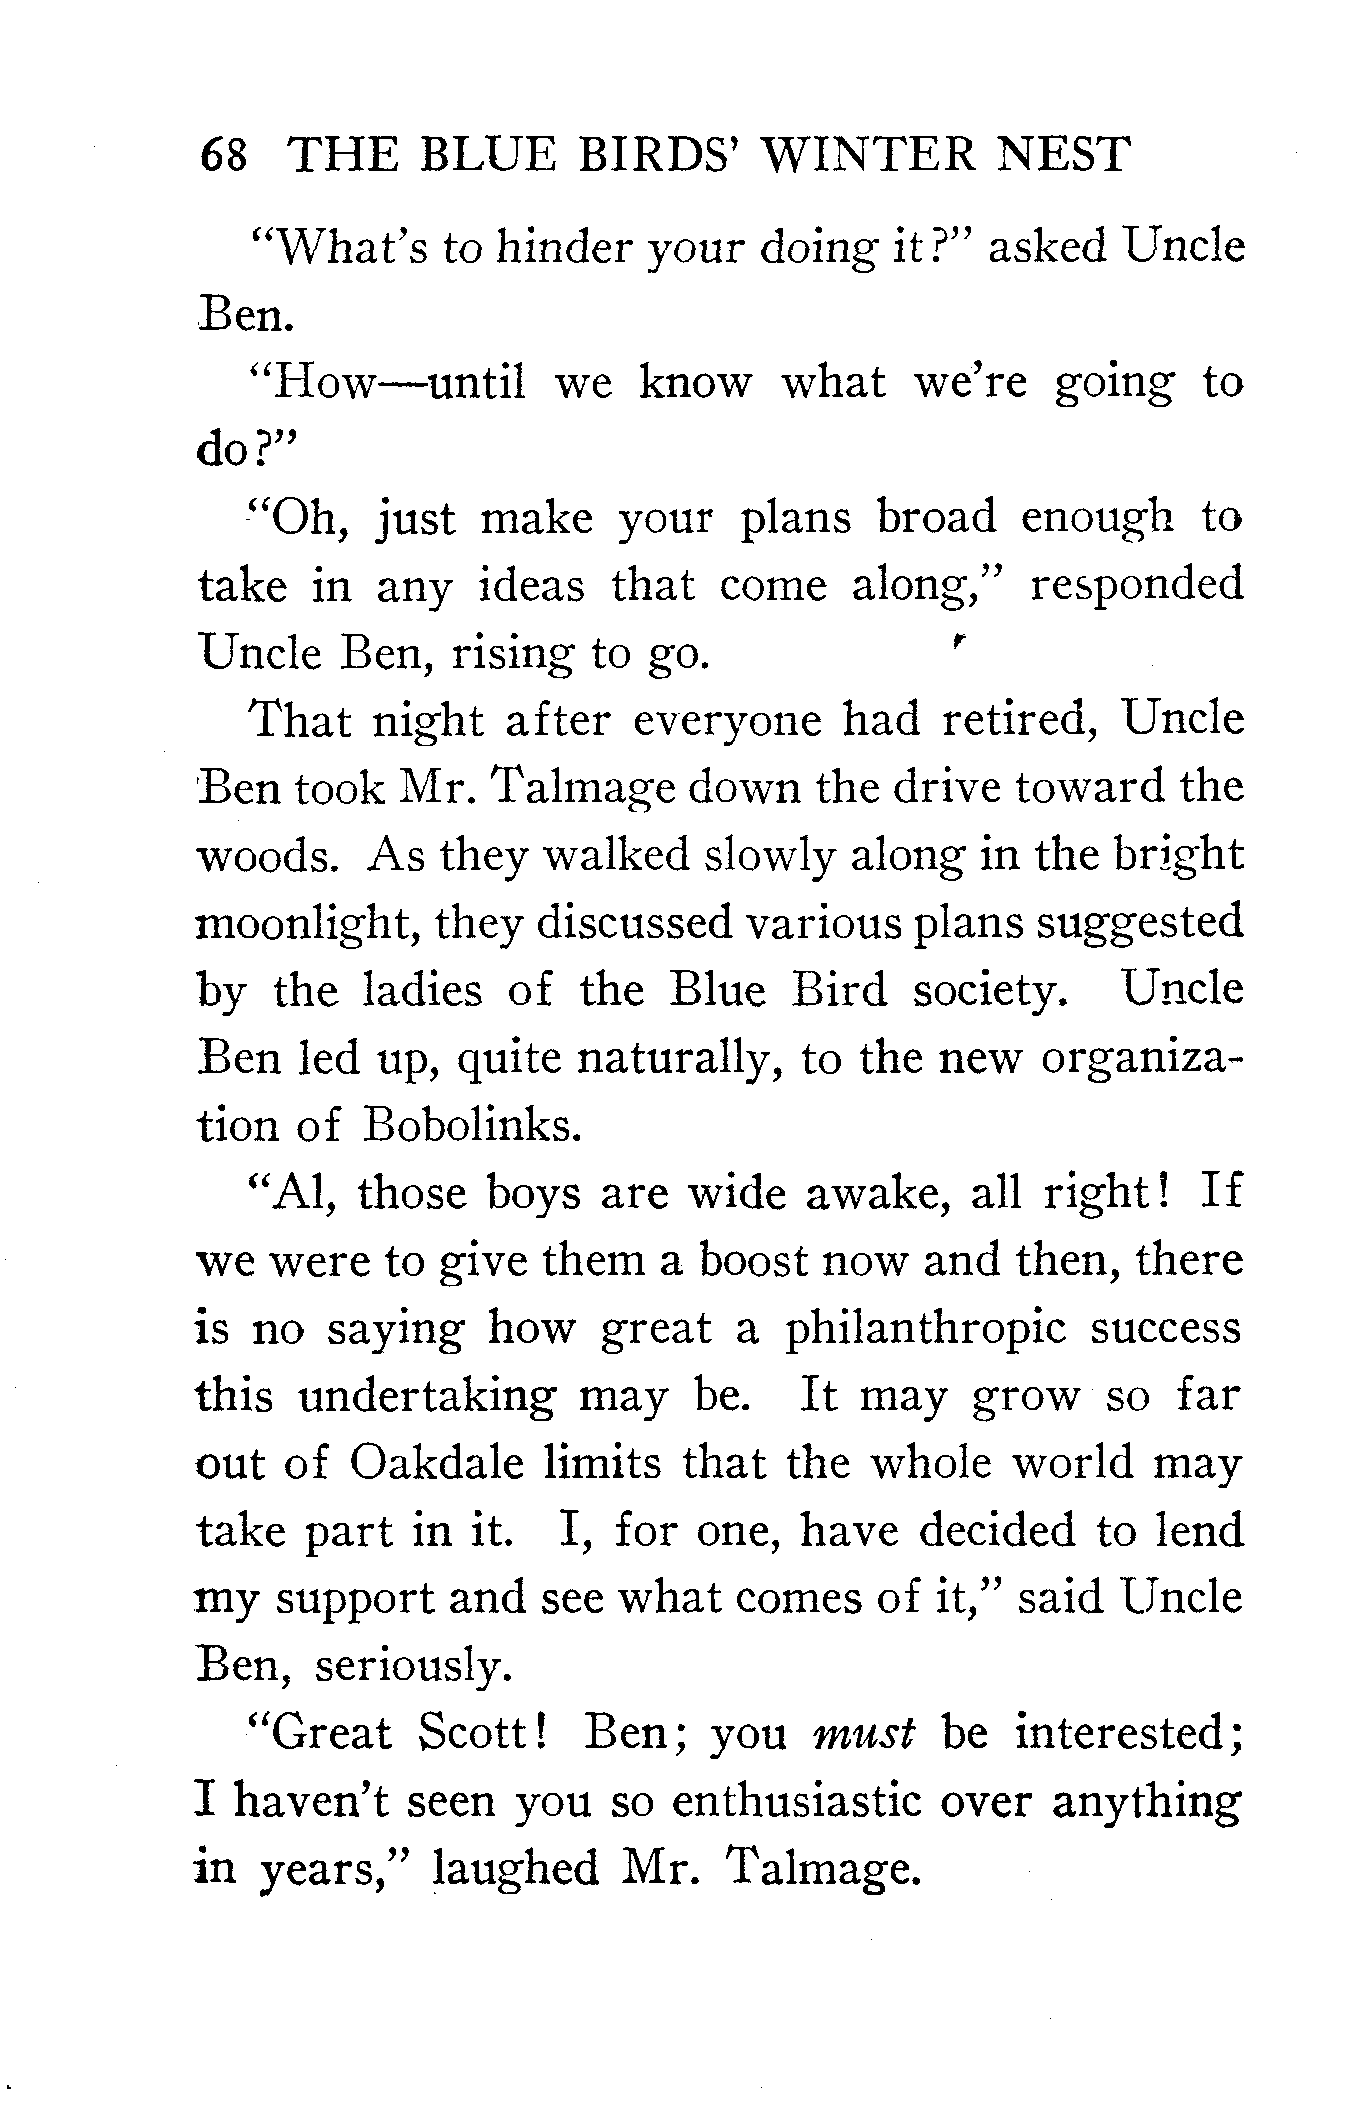 68 THE BLUE BIRDS' WINTER NEST
"What's to hinder your doing it?" asked Uncle
Ben.
"How—until we know what we're going to
do?"
"Oh, just make your plans broad enough to
take in any ideas that come along," responded
Uncle Ben, rising to go.
That night after everyone had retired, Uncle
Ben took Mr. Talmage down the drive toward the
woods. As they walked slowly along in the bright
moonlight, they discussed various plans suggested
by the ladies of the Blue Bird society. Uncle
Ben led up, quite naturally, to the new organiza-
tion of Bobolinks.
"Al, those boys are wide awake, all right! If
we were to give them a boost now and then, there
is no saying how great a philanthropic success
this undertaking may be. It may grow so far
out of Oakdale limits that the whole world may
take part in it. I, for one, have decided to lend
my support and see what comes of it," said Uncle
Ben, seriously.
"Great Scott! Ben; you must be interested;
I haven't seen you so enthusiastic over anything
in years," laughed Mr. Talmage.